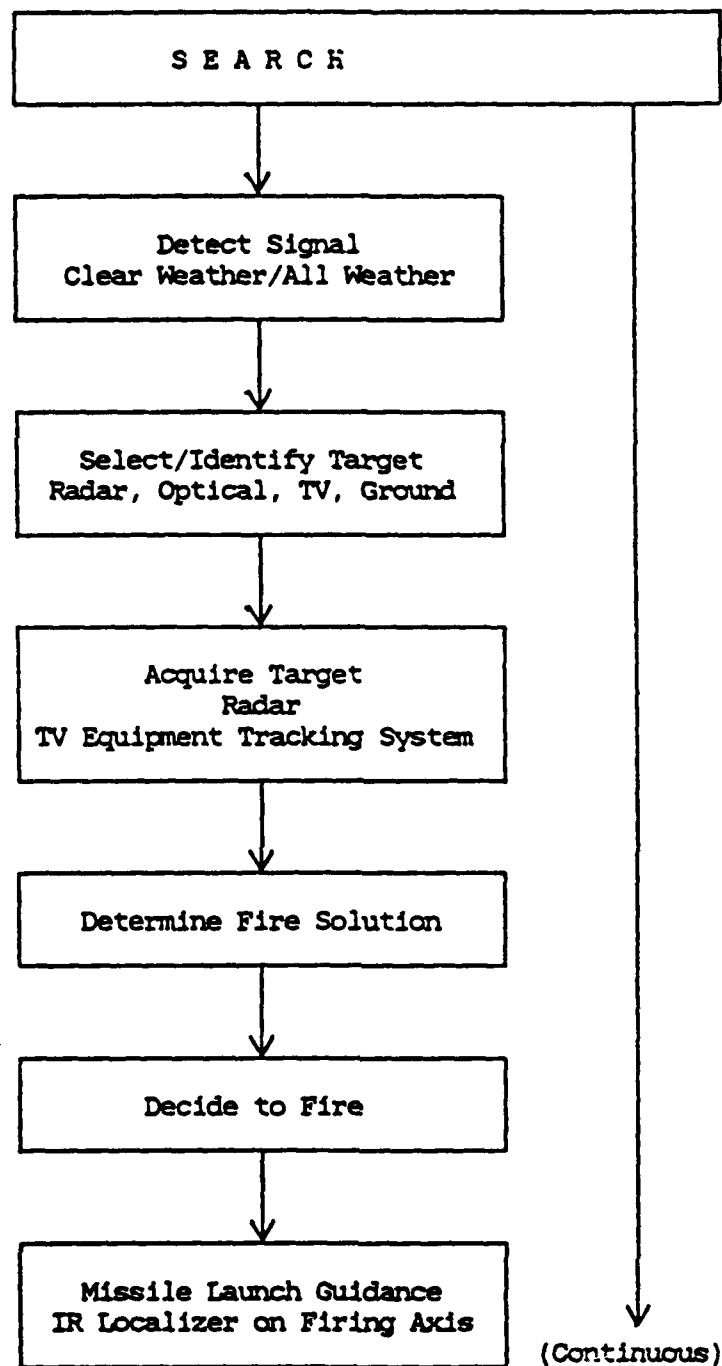 S E A R C H
Detect Signal
Clear Weather/All Weather
Select/Identify Target
Radar, Optical, TV, Ground
Acquire Target
Radar
TV Equipment Tracking System
Determine Fire Solution
Decide to Fire
Missile Launch Guidance
IR Localizer on Firing Axis
(Continuous)